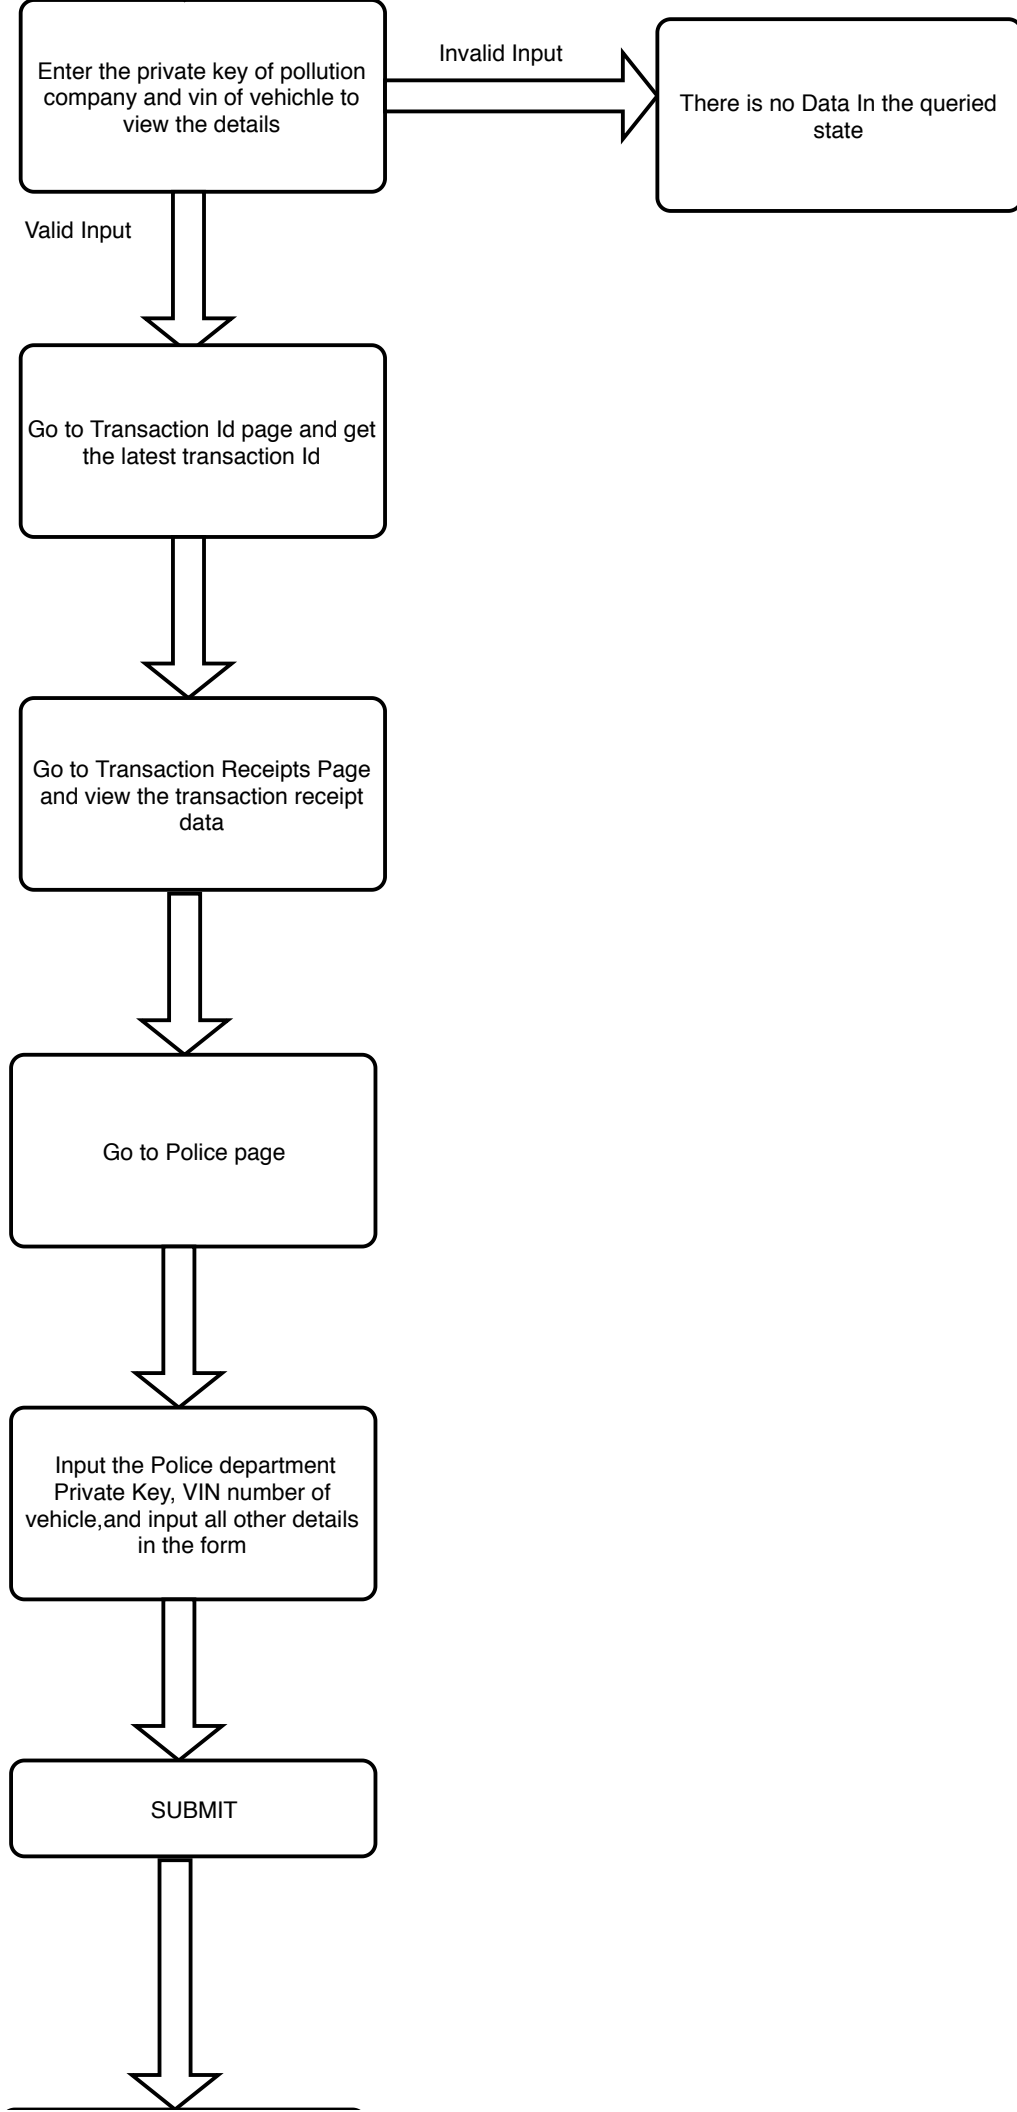 Enter the private key of pollution
company and vin of vehichle to
view the details
Invalid Input
There is no Data In the queried
state
Valid Input
Go to Transaction Id page and get
the latest transaction Id
Go to Transaction Receipts Page
and view the transaction receipt
data
Go to Police page
Input the Police department
Private Key, VIN number of
vehicle,and input all other details
in the form
SUBMIT